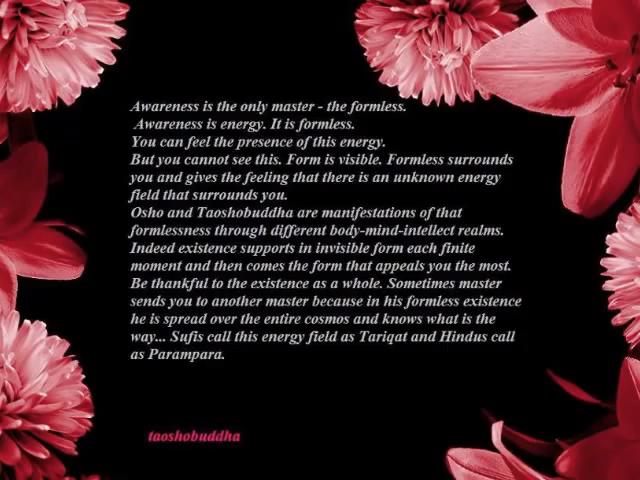 Awareness is the only master - the formless.
Awareness is energy. It is formless.
You can feel the presence of this energy.
But you cannot see this. Form is visible. Formless surrounds
you and gives the feeling that there is an unknown energy
field that surrounds you.
Osho and Taoshobuddha are manifestations of that
formlessness through different body-mind-intellect realms.
Indeed existence supports in invisible form each finite
moment and then comes the form that appeals you the most.
Be thankful to the existence as a whole. Sometimes master
sends you to another master because in his formless existence
he is spread over the entire cosmos and knows what is the
way... Sufis call this energy field as Tariqat and Hindus call
as Parampara.
taoshobuddha